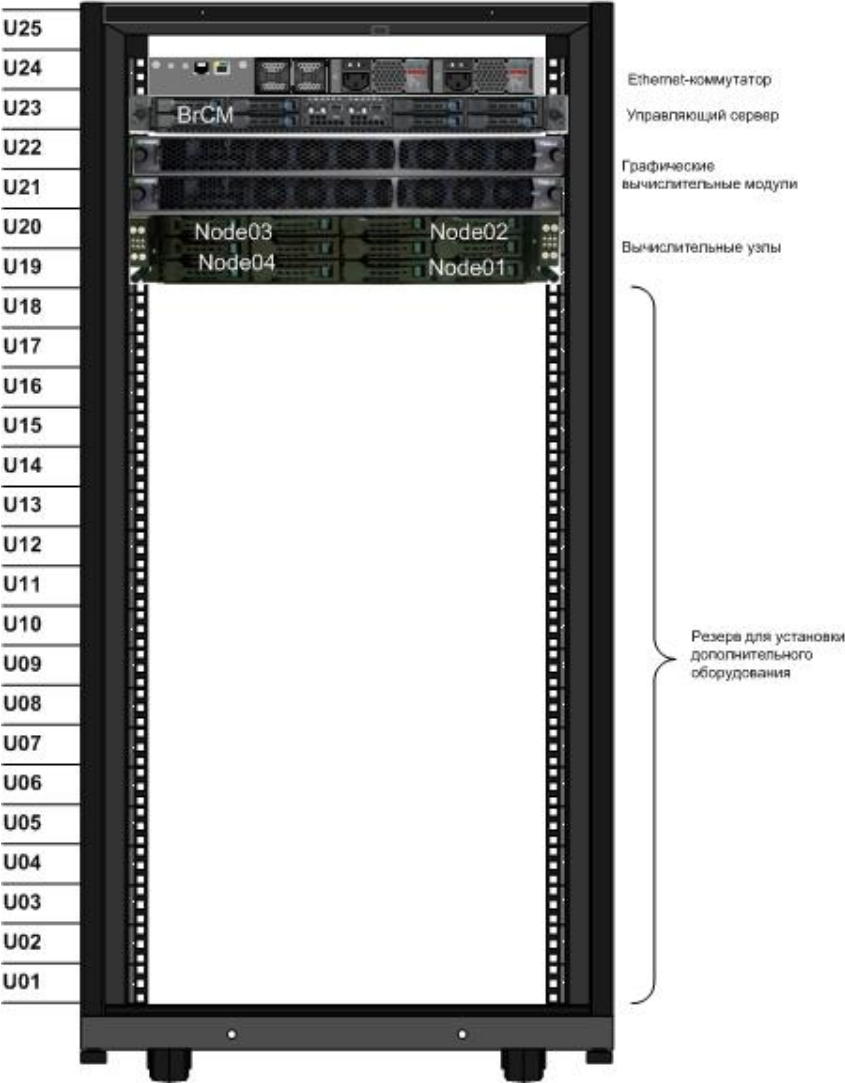 U25
U24
Ethernet-коммутатор
U23
BrCM
Управляющий сервер
U22
Графические
вычислительные модули
U21
U20
Node03
Node02
Вычислительные узлы
U19
Node04
Node01
U18
U17
U16
U15
U14
U13
U12
U11
U10
Резерв для установки
дополнительного
оборудования
U09
U08
U07
U06
U05
U04
U03
U02
U01